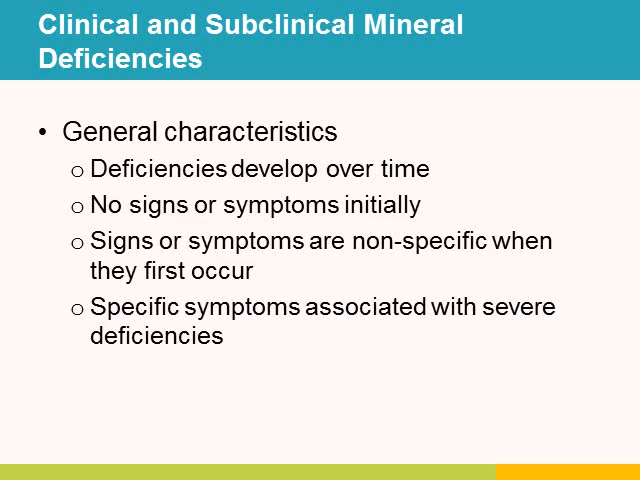 Clinical and Subclinical Mineral
Deficiencies
• General characteristics
o Deficiencies develop over time
o No signs or symptoms initially
o Signs or symptoms are non-specific when
they first occur
o Specific symptoms associated with severe
deficiencies